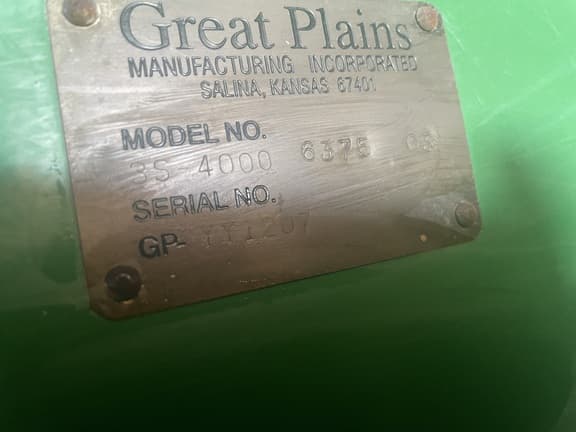 Great Plains
MANUFACTURING INCORPORATED
SALINA, KANSAS 67401
MODEL NO.
3S 4000 6375
SERIAL NO.
GP-